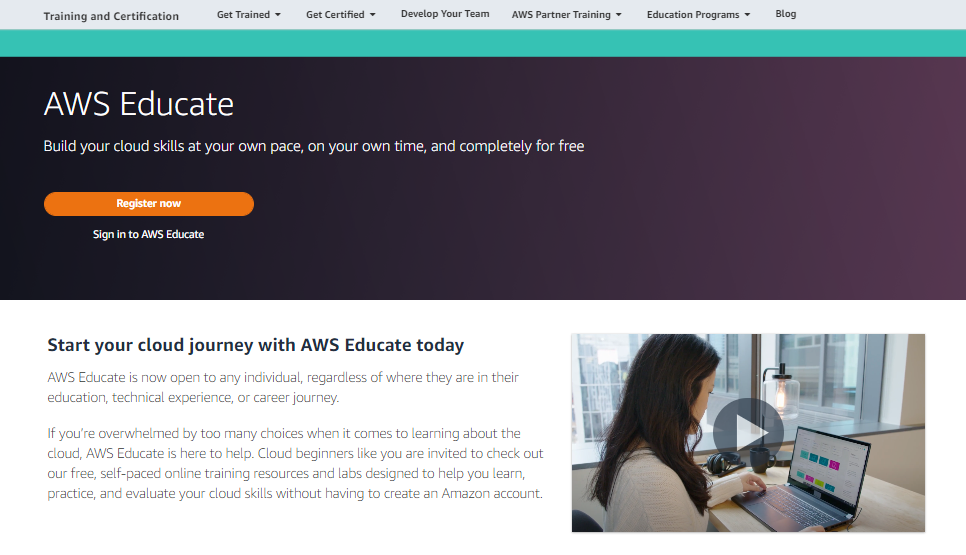 Training and Certification
Get Trained
Get Certified
Develop Your Team
AWS Partner Training
Education Programs
Blog
AWS Educate
Build your cloud skills at your own pace, on your own time, and completely for free
Register now
Sign in to AWS Educate
Start your cloud journey with AWS Educate today
AWS Educate is now open to any individual, regardless of where they are in their
education, technical experience, or career journey.
If you’re overwhelmed by too many choices when it comes to learning about the
cloud, AWS Educate is here to help. Cloud beginners like you are invited to check out
our free, self-paced online training resources and labs designed to help you learn,
practice, and evaluate your cloud skills without having to create an Amazon account.